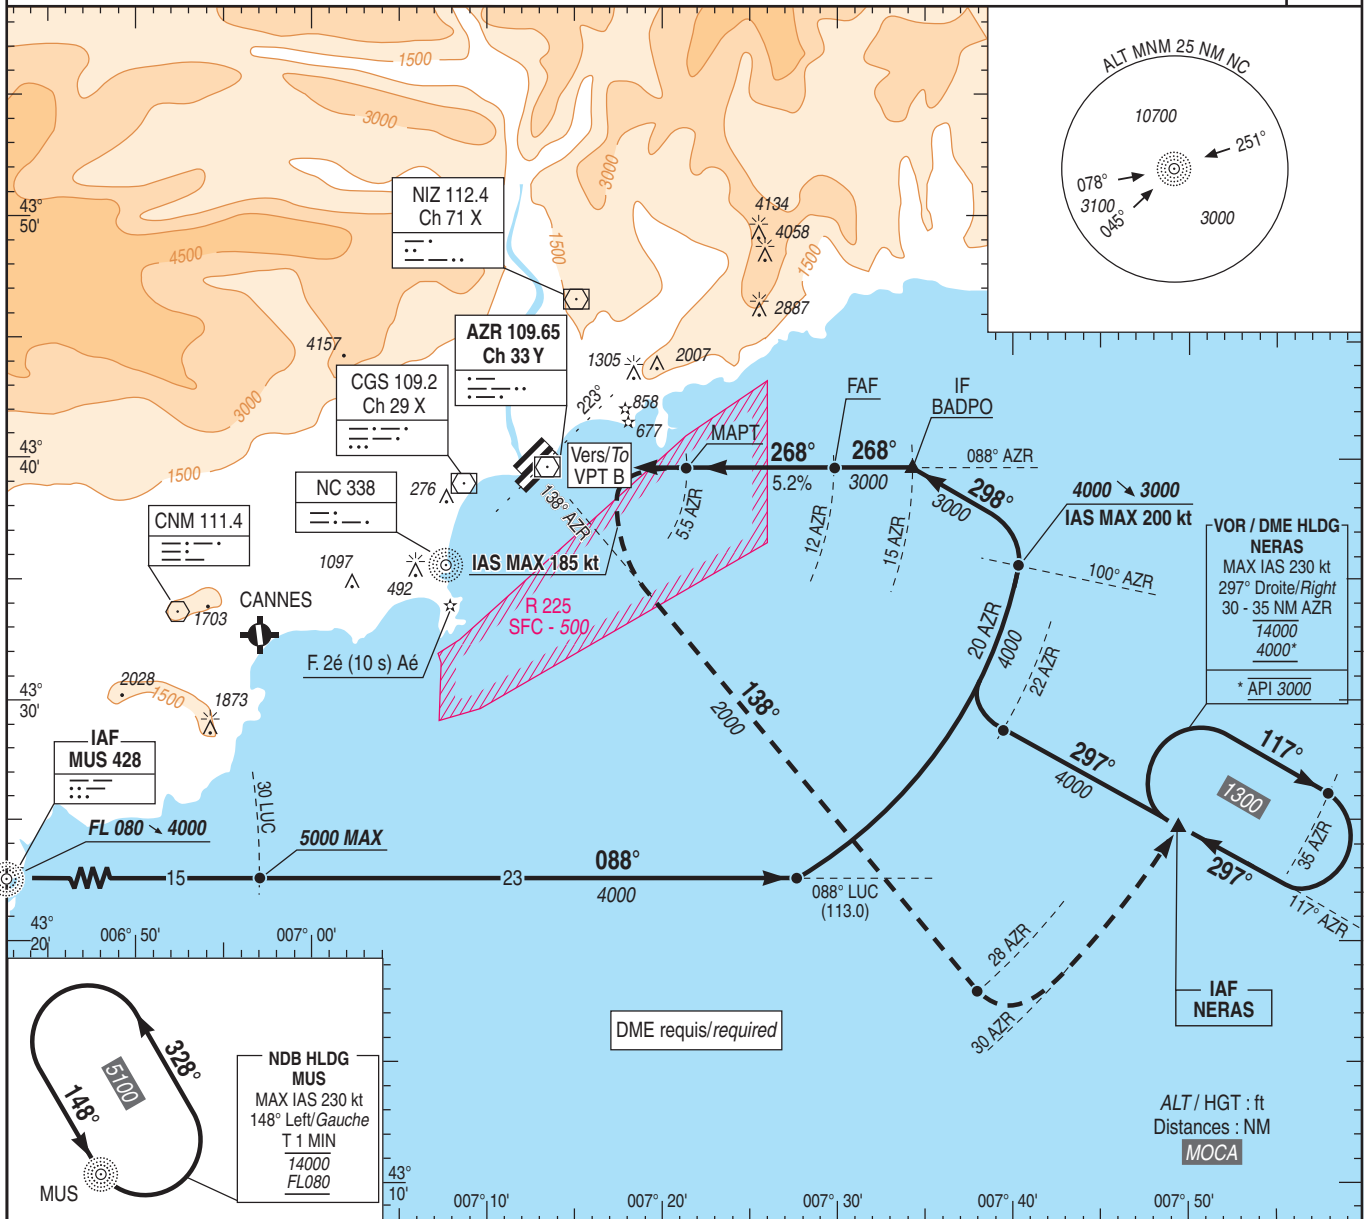 ALT MNM 25 NM NC
10700
251°
078°
3100
045°
3000
1500
3000
3000
1500
4500
1500
3000
1500
43°
50'
NIZ 112.4
Ch 71 X
4134
4058
2887
AZR 109.65
Ch 33 Y
4157
1305
2007
CGS 109.2
Ch 29 X
223°
858
677
FAF
IF
BADPO
MAPT
43°
40'
Vers/To
VPT B
268°
268°
088° AZR
5.2%
3000
298°
3000
4000 ↘ 3000
IAS MAX 200 kt
NC 338
276
138° AZR
5.5 AZR
12 AZR
15 AZR
CNM 111.4
1097
492
IAS MAX 185 kt
100° AZR
VOR / DME HLDG
NERAS
MAX IAS 230 kt
297° Droite/Right
30 - 35 NM AZR
14000
4000*
* API 3000
CANNES
1703
R 225
SFC - 500
F. 2é (10 s) Aé
20 AZR
4000
22 AZR
2028
1500
1873
43°
30'
138°
2000
IAF
MUS 428
FL 080 ↘ 4000
30 LUC
5000 MAX
297°
4000
117°
1300
35 AZR
297°
117° AZR
15
23
088°
4000
088° LUC
(113.0)
43°
20'
006° 50'
007° 00'
28 AZR
30 AZR
IAF
NERAS
DME requis/required
328°
5100
148°
MUS
NDB HLDG
MUS
MAX IAS 230 kt
148° Left/Gauche
T 1 MIN
14000
FL080
ALT / HGT : ft
Distances : NM
MOCA
43°
10'
007° 10'
007° 20'
007° 30'
007° 40'
007° 50'